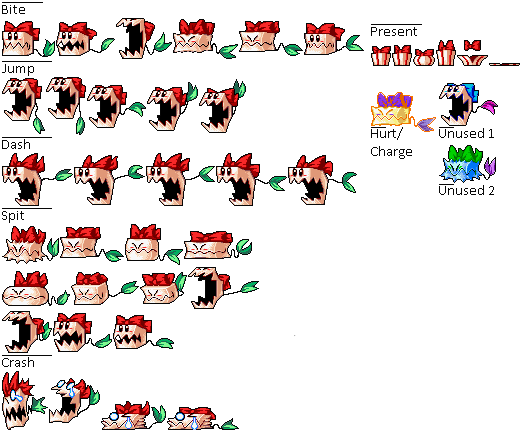 Bite
Present
Jump
Hurt/
Charge
Unused 1
Dash
Unused 2
Spit
Crash